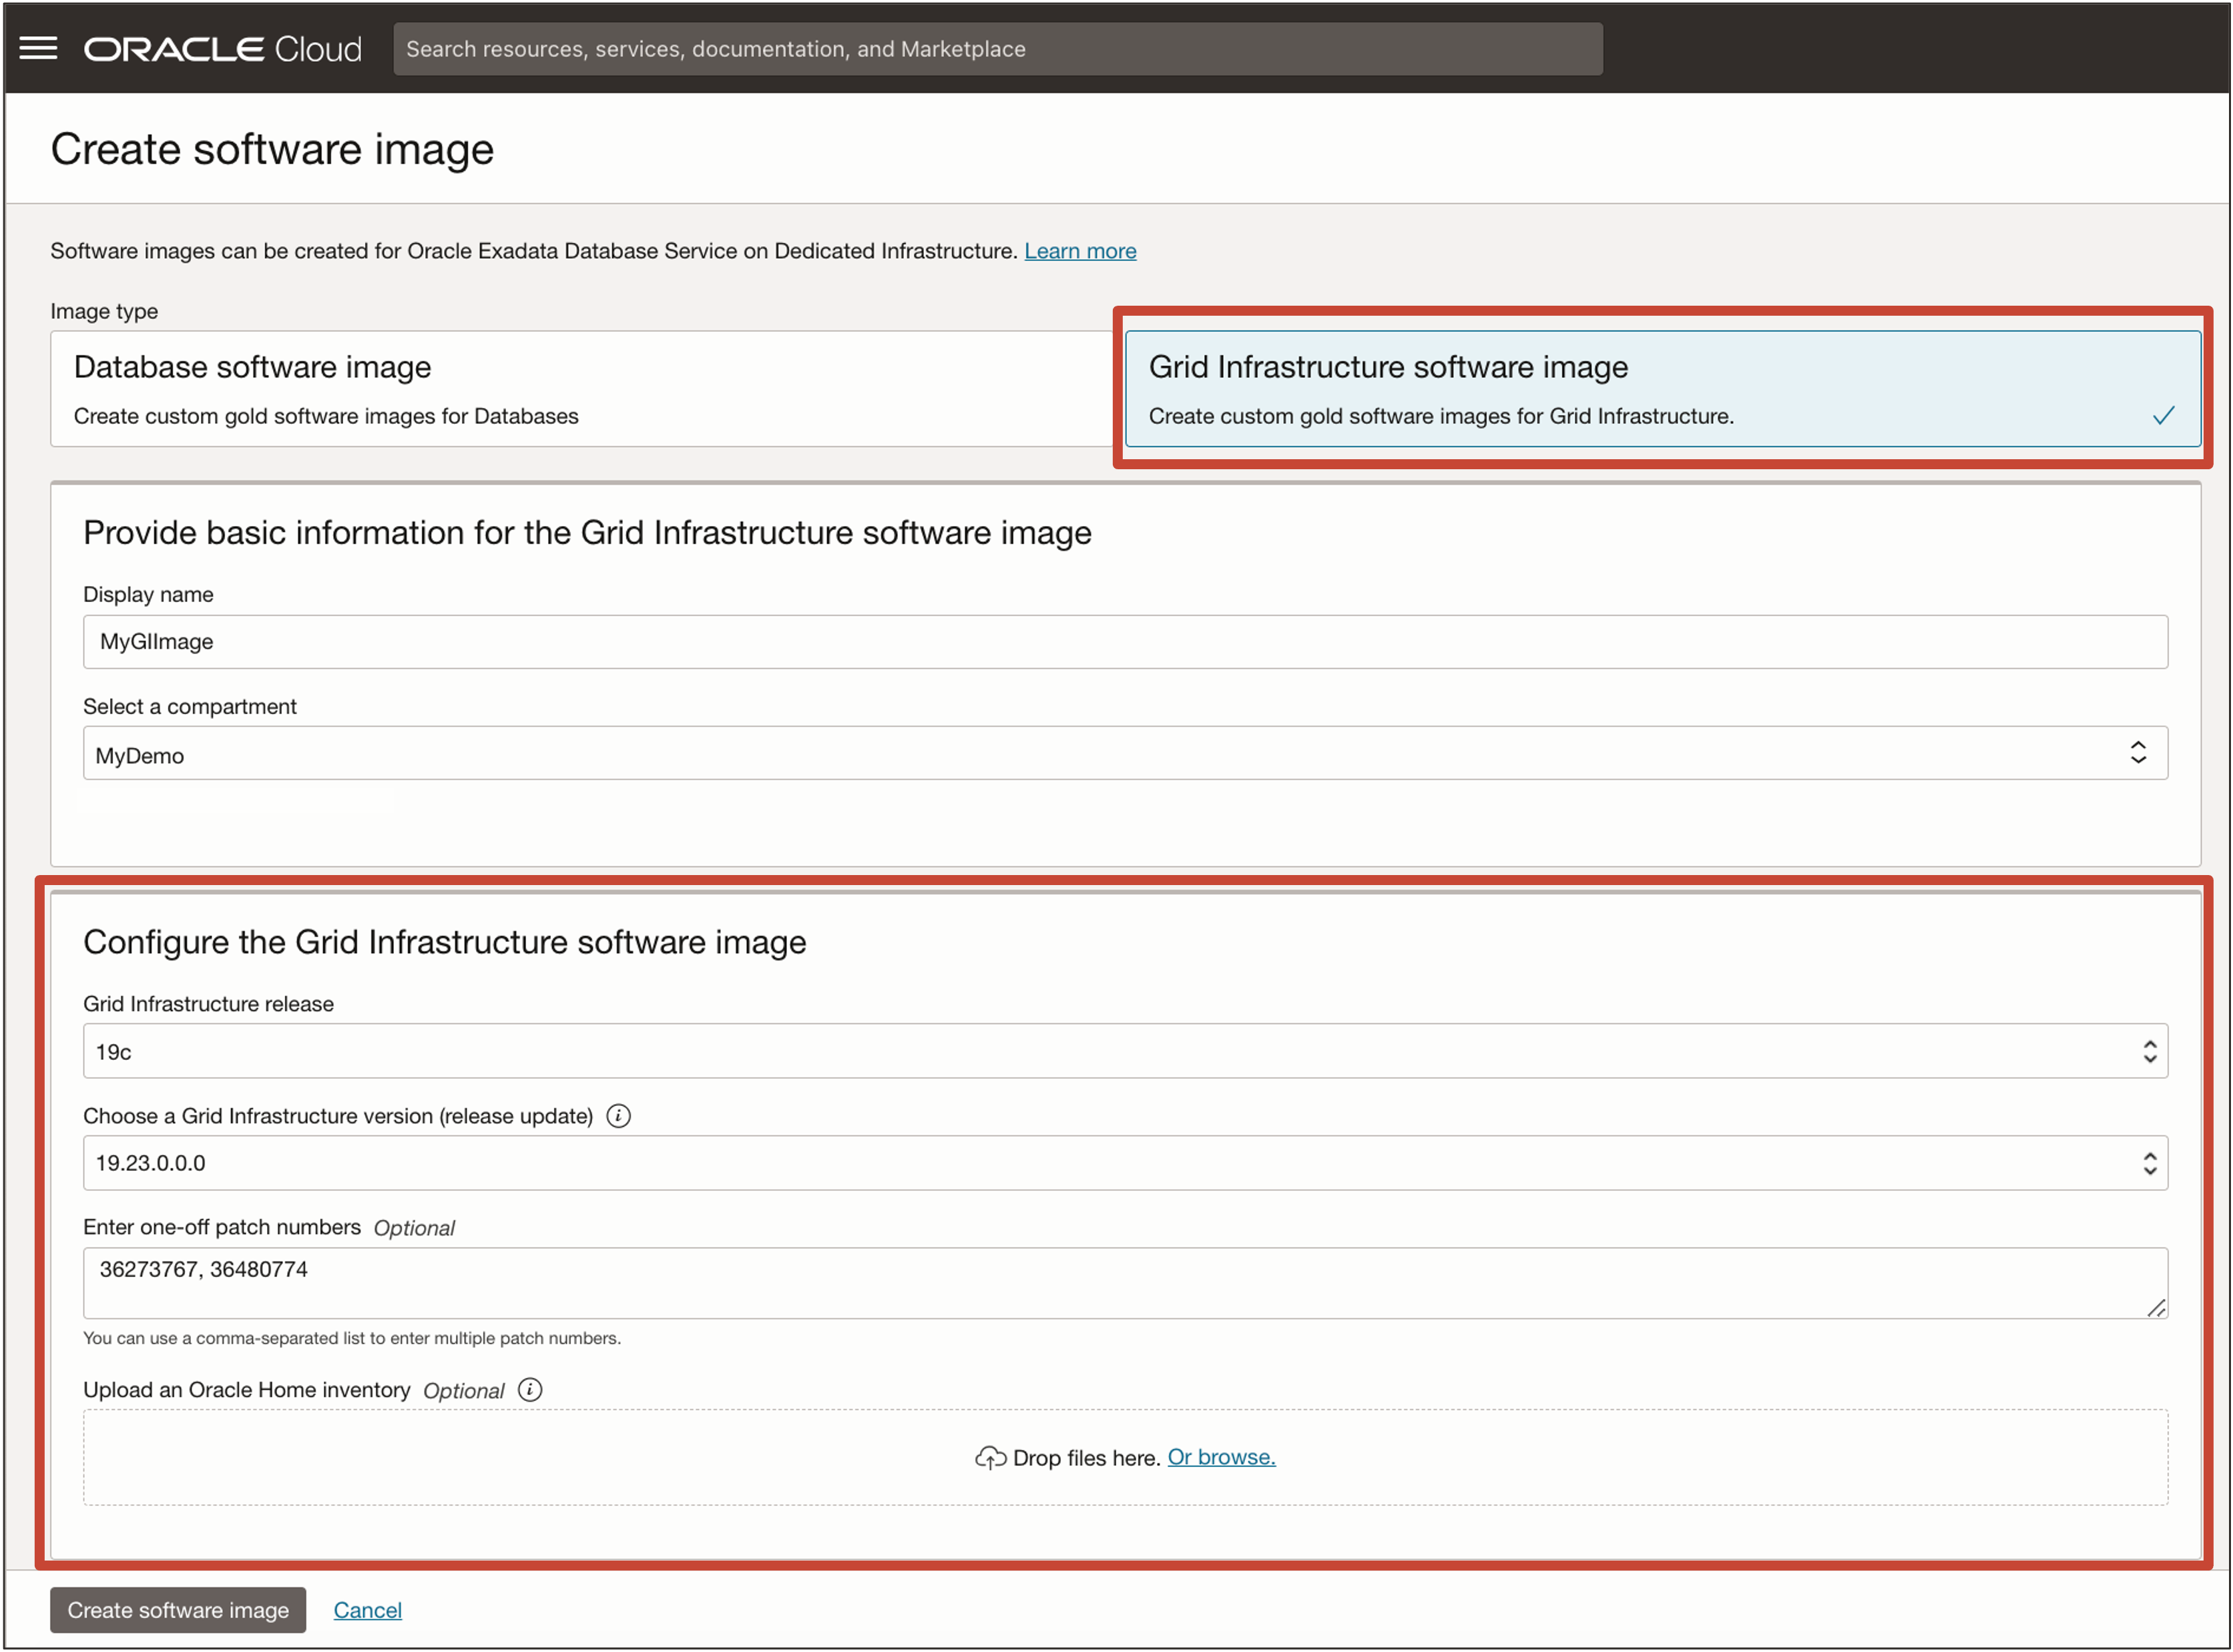 ORACLE Cloud Search resources, services, documentation, and Marketplace
Create software image
Software images can be created for Oracle Exadata Database Service on Dedicated Infrastructure. Learn more
Image type
Database software image
Create custom gold software images for Databases
Grid Infrastructure software image
Create custom gold software images for Grid Infrastructure.
Provide basic information for the Grid Infrastructure software image
Display name
MyGIImage
Select a compartment
MyDemo
Configure the Grid Infrastructure software image
Grid Infrastructure release
19c
Choose a Grid Infrastructure version (release update) i
19.23.0.0.0
Enter one-off patch numbers Optional
36273767, 36480774
You can use a comma-separated list to enter multiple patch numbers.
Upload an Oracle Home inventory Optional i
Drop files here. Or browse.
Create software image Cancel